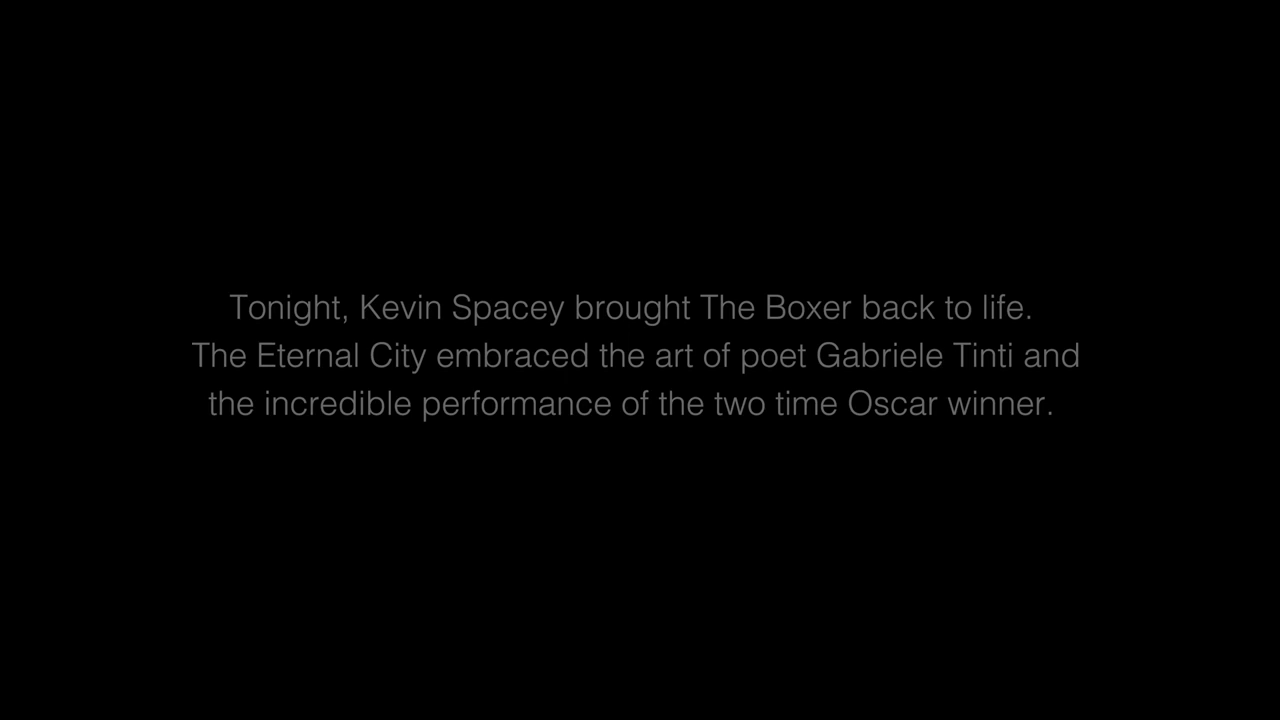 Tonight, Kevin Spacey brought The Boxer back to life.
The Eternal City embraced the art of poet Gabriele Tinti and
the incredible performance of the two time Oscar winner.